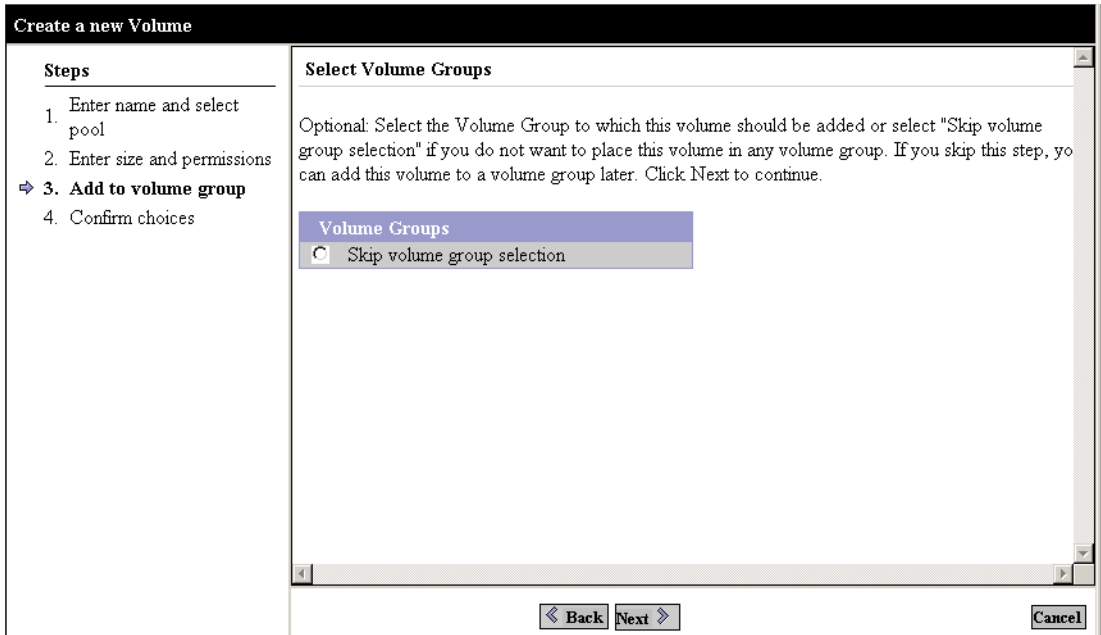 Create a new Volume
Steps
1. Enter name and select
pool
2. Enter size and permissions
3. Add to volume group
4. Confirm choices
Select Volume Groups
Optional: Select the Volume Group to which this volume should be added or select "Skip volume
group selection" if you do not want to place this volume in any volume group. If you skip this step, yo
can add this volume to a volume group later. Click Next to continue.
Volume Groups
Skip volume group selection
Back Next Cancel